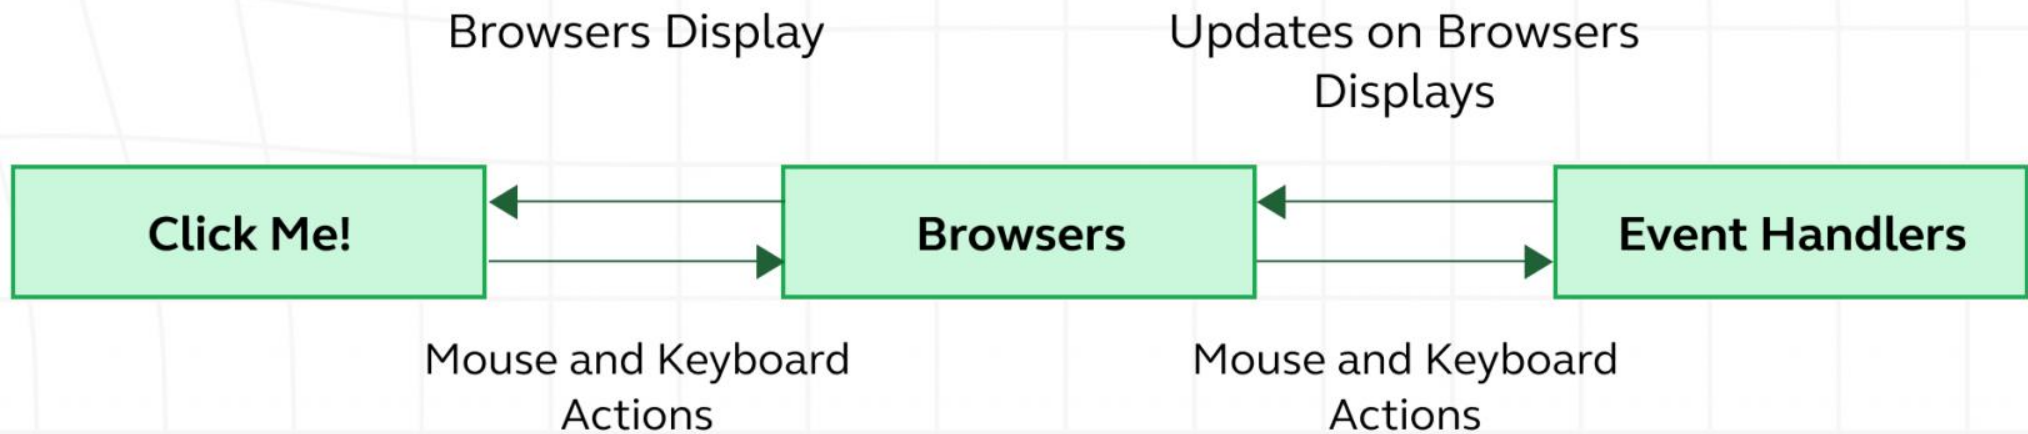 Browsers Display
Updates on Browsers
Displays
Click Me!
Browsers
Event Handlers
Mouse and Keyboard
Actions
Mouse and Keyboard
Actions